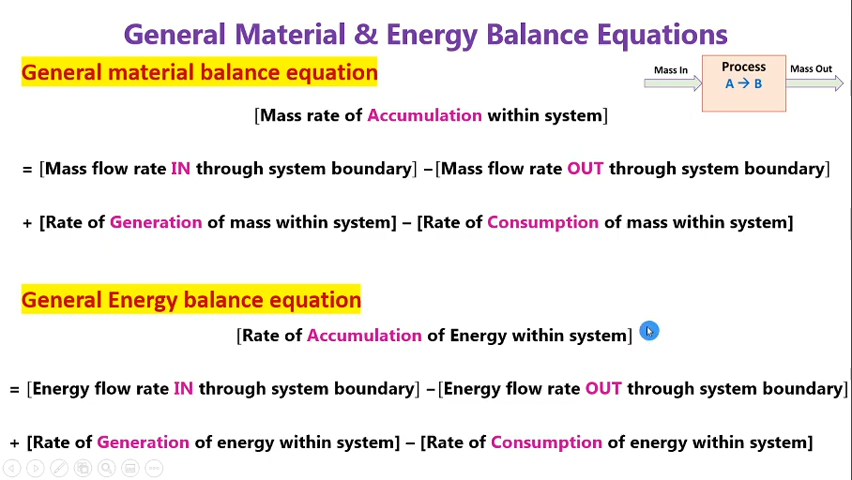 General Material & Energy Balance Equations
General material balance equation
Mass In
Process
A → B
Mass Out
[Mass rate of Accumulation within system]
= [Mass flow rate IN through system boundary] –[Mass flow rate OUT through system boundary]
+ [Rate of Generation of mass within system] – [Rate of Consumption of mass within system]
General Energy balance equation
[Rate of Accumulation of Energy within system]
= [Energy flow rate IN through system boundary] –[Energy flow rate OUT through system boundary]
+ [Rate of Generation of energy within system] – [Rate of Consumption of energy within system]